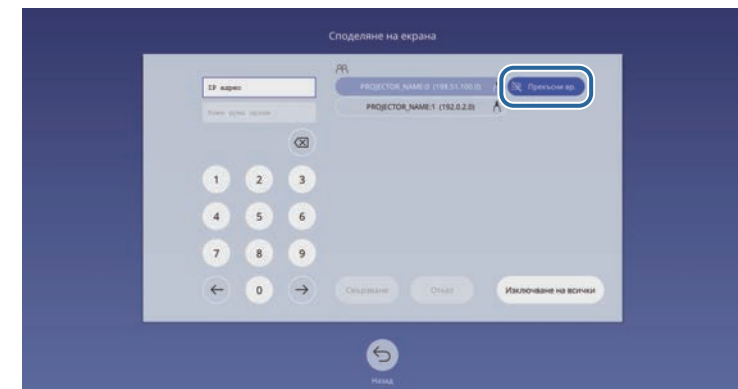 Споделяне на екрана
IP адрес
PROJECTOR_NAME:0 (198.51.100.0)
Прекъсни вр.
PROJECTOR_NAME:1 (192.0.2.0)
1 2 3
4 5 6
7 8 9
0
Свързване
Отказ
Изключване на всички
Назад